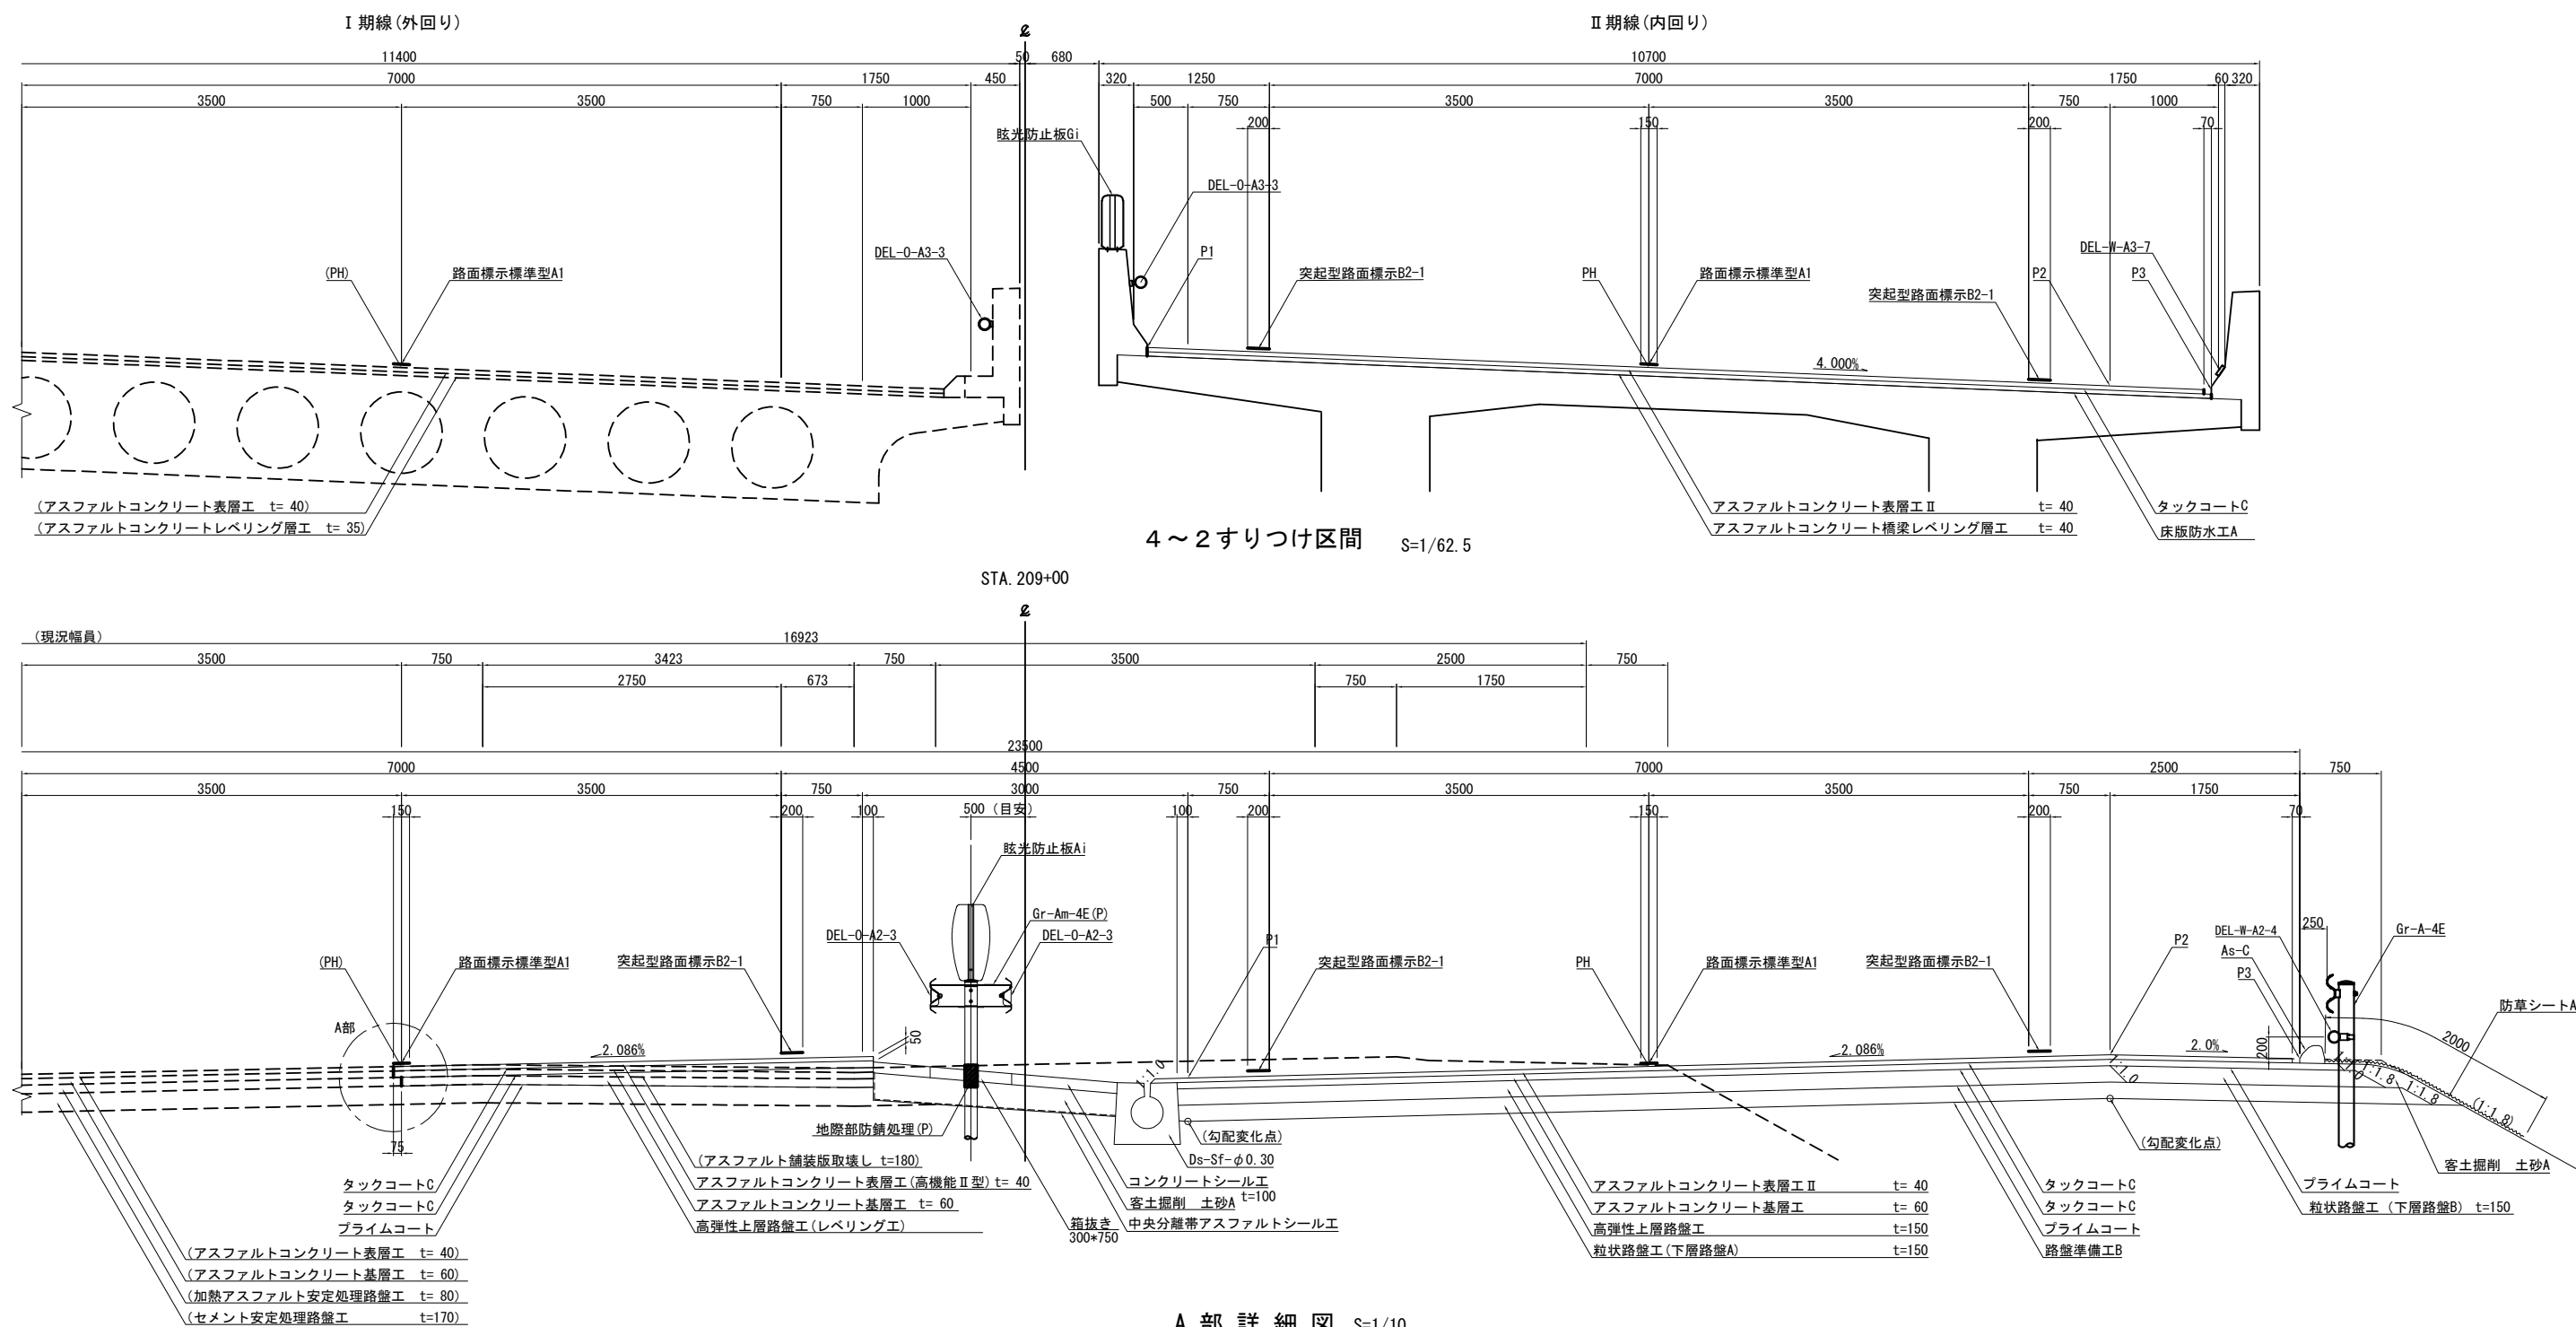 Ⅰ期線(外回り)
Ⅱ期線(内回り)
℄
11400
50
680
10700
7000
1750
450
320
1250
7000
1750
60
320
3500
3500
750
1000
500
750
3500
3500
750
1000
200
150
200
70
眩光防止板Gi
DEL-O-A3-3
DEL-O-A3-3
DEL-W-A3-7
(PH)
路面標示標準型A1
P1
突起型路面標示B2-1
PH
路面標示標準型A1
突起型路面標示B2-1
P2
P3
4.000%
(アスファルトコンクリート表層工 t= 40)
(アスファルトコンクリートレベリング層工 t= 35)
アスファルトコンクリート表層工Ⅱ t= 40
アスファルトコンクリート橋梁レベリング層工 t= 40
タックコートC
床版防水工A
4～2すりつけ区間 S=1/62.5
STA.209+00
℄
(現況幅員)
16923
3500
750
3423
750
3500
2500
750
2750
673
750
1750
23500
7000
4500
7000
2500
750
3500
3500
750
3000
750
3500
3500
750
1750
150
200
100
500 (目安)
100
200
150
200
70
眩光防止板Ai
Gr-Am-4E(P)
DEL-O-A2-3
DEL-O-A2-3
(PH)
路面標示標準型A1
突起型路面標示B2-1
P1
突起型路面標示B2-1
PH
路面標示標準型A1
突起型路面標示B2-1
P2
DEL-W-A2-4
As-C
P3
250
Gr-A-4E
防草シートA
2000
200
A部
2.086%
50
1:1.0
2.086%
2.0%
1:1.0
1:1.0
1:1.8
1:1.8
(1:1.8)
75
地際部防錆処理(P)
(勾配変化点)
Ds-Sf-φ0.30
(勾配変化点)
客土掘削 土砂A
タックコートC
タックコートC
プライムコート
(アスファルト舗装版取壊し t=180)
アスファルトコンクリート表層工(高機能Ⅱ型) t= 40
アスファルトコンクリート基層工 t= 60
高弾性上層路盤工(レベリング工)
箱抜き
300*750
コンクリートシール工
t=100
客土掘削 土砂A
中央分離帯アスファルトシール工
アスファルトコンクリート表層工Ⅱ t= 40
アスファルトコンクリート基層工 t= 60
高弾性上層路盤工 t=150
粒状路盤工(下層路盤A) t=150
タックコートC
タックコートC
プライムコート
路盤準備工B
プライムコート
粒状路盤工 (下層路盤B) t=150
(アスファルトコンクリート表層工 t= 40)
(アスファルトコンクリート基層工 t= 60)
(加熱アスファルト安定処理路盤工 t= 80)
(セメント安定処理路盤工 t=170)
A部詳細図 S=1/10